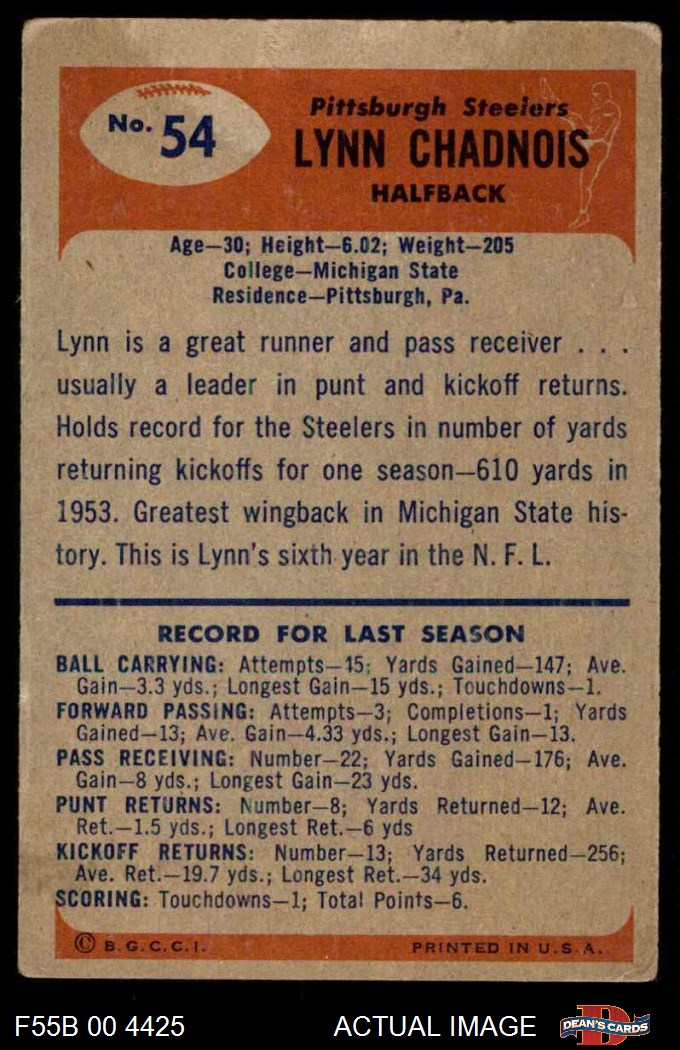 No. 54
Pittsburgh Steelers
LYNN CHADNOIS
HALFBACK
Age—30; Height—6.02; Weight—205
College—Michigan State
Residence—Pittsburgh, Pa.
Lynn is a great runner and pass receiver . . .
usually a leader in punt and kickoff returns.
Holds record for the Steelers in number of yards
returning kickoffs for one season—610 yards in
1953. Greatest wingback in Michigan State his-
tory. This is Lynn's sixth year in the N. F. L.
RECORD FOR LAST SEASON
BALL CARRYING: Attempts—45; Yards Gained—147; Ave.
Gain—3.3 yds.; Longest Gain—15 yds.; Touchdowns—1.
FORWARD PASSING: Attempts—3; Completions—1; Yards
Gained—13; Ave. Gain—4.33 yds.; Longest Gain—13.
PASS RECEIVING: Number—22; Yards Gained—176; Ave.
Gain—8 yds.; Longest Gain—23 yds.
PUNT RETURNS: Number—8; Yards Returned—12; Ave.
Ret.—1.5 yds.; Longest Ret.—6 yds
KICKOFF RETURNS: Number—13; Yards Returned—256;
Ave. Ret.—19.7 yds.; Longest Ret.—34 yds.
SCORING: Touchdowns—1; Total Points—6.
© B.G.C.C.I. PRINTED IN U.S.A.
F55B 00 4425 ACTUAL IMAGE DEAN'S CARDS